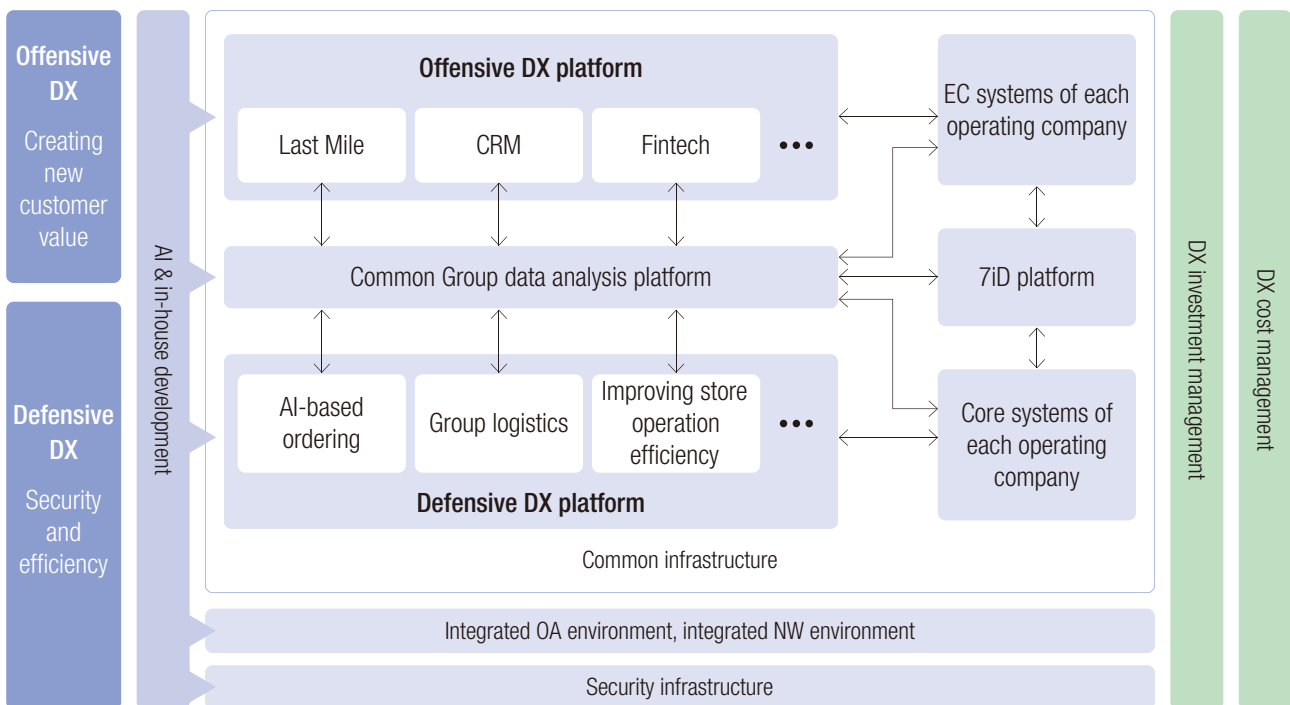 Offensive
DX
Creating
new
customer
value
Defensive
DX
Security
and
efficiency
AI & in-house development
Offensive DX platform
Last Mile
CRM
Fintech
•••
Common Group data analysis platform
AI-based
ordering
Group logistics
Improving store
operation
efficiency
•••
Defensive DX platform
EC systems of each
operating company
7iD platform
Core systems of
each operating
company
Common infrastructure
Integrated OA environment, integrated NW environment
Security infrastructure
DX investment management
DX cost management